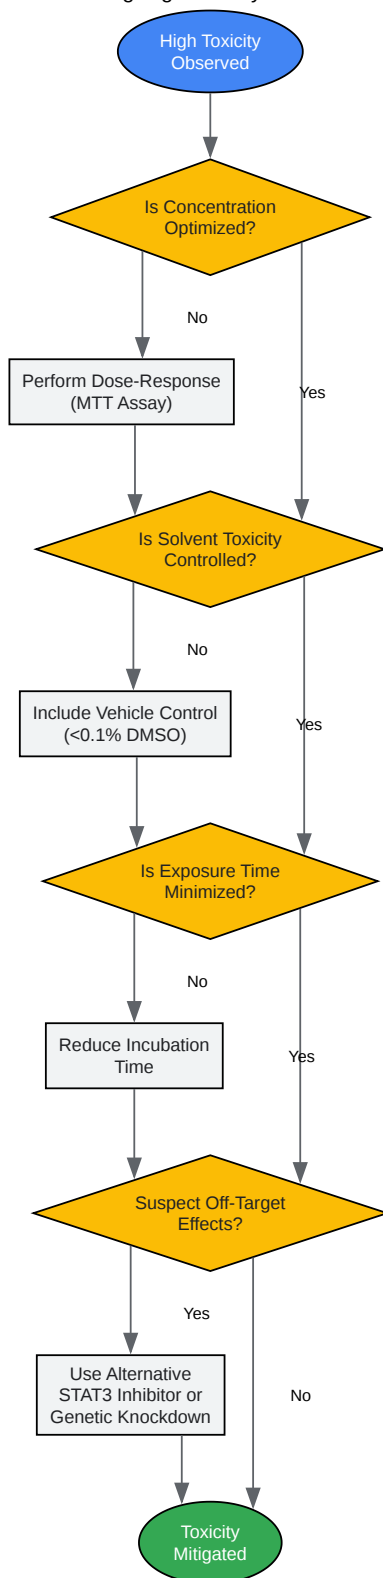 High Toxicity
Observed
Is Concentration
Optimized?
No
Yes
Perform Dose-Response
(MTT Assay)
Is Solvent Toxicity
Controlled?
No
Yes
Include Vehicle Control
(<0.1% DMSO)
Is Exposure Time
Minimized?
No
Yes
Reduce Incubation
Time
Suspect Off-Target
Effects?
Yes
No
Use Alternative
STAT3 Inhibitor or
Genetic Knockdown
Toxicity
Mitigated